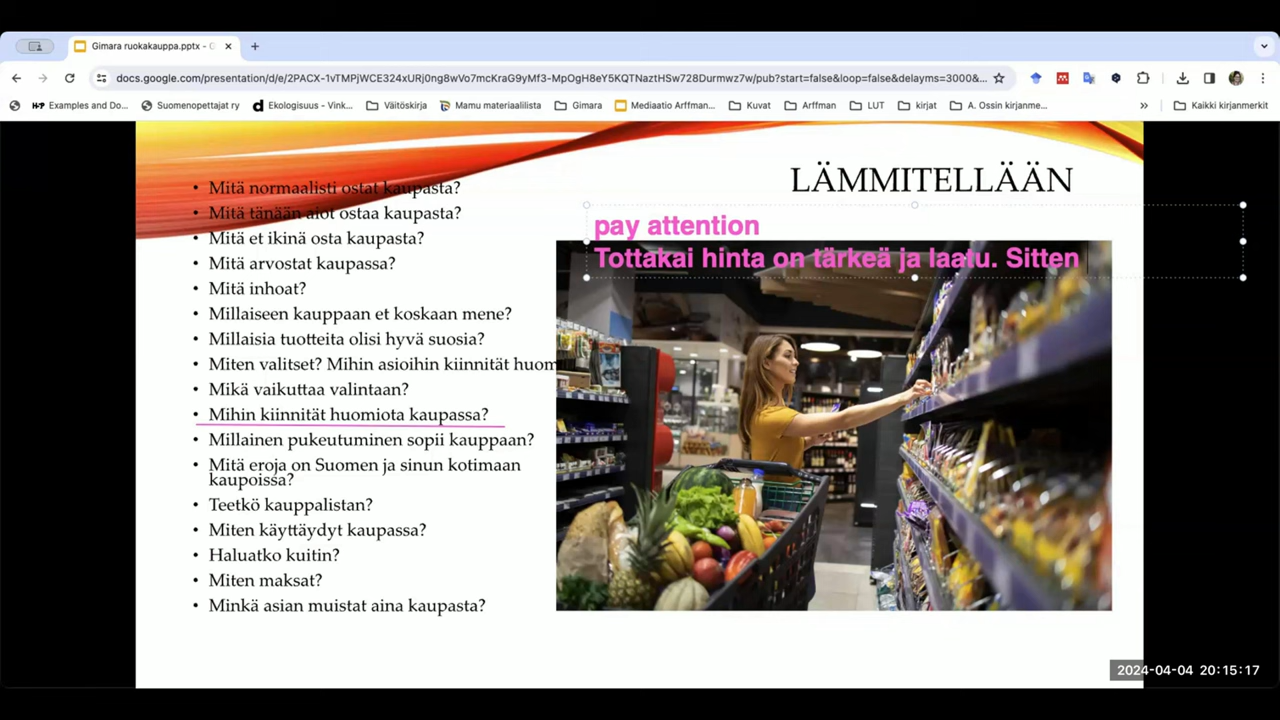 Gimara ruokakauppa.pptx - G
docs.google.com/presentation/d/e/2PACX-1vTMPjWCE324xURj0ng8wVo7mcKraG9yMf3-MpOgH8eY5KQTNaztHSw728Durmwz7w/pub?start=false&loop=false&delayms=3000&...
Examples and Do...
Suomenopettajat ry
Ekologisuus - Vink...
Väitöskirja
Mamu materiaalilista
Gimara
Mediaatio Arffman...
Kuvat
Arffman
LUT
kirjat
A. Ossin kirjanme...
»
Kaikki kirjanmerkit
LÄMMITELLÄÄN
• Mitä normaalisti ostat kaupasta?
• Mitä tänään aiot ostaa kaupasta?
• Mitä et ikinä osta kaupasta?
• Mitä arvostat kaupassa?
• Mitä inhoat?
• Millaiseen kauppaan et koskaan mene?
• Millaisia tuotteita olisi hyvä suosia?
• Miten valitset? Mihin asioihin kiinnität huom
• Mikä vaikuttaa valintaan?
• Mihin kiinnität huomiota kaupassa?
• Millainen pukeutuminen sopii kauppaan?
• Mitä eroja on Suomen ja sinun kotimaan
kaupoissa?
• Teetkö kauppalistan?
• Miten käyttäydyt kaupassa?
• Haluatko kuitin?
• Miten maksat?
• Minkä asian muistat aina kaupasta?
pay attention
Tottakai hinta on tärkeä ja laatu. Sitten
2024-04-04 20:15:17